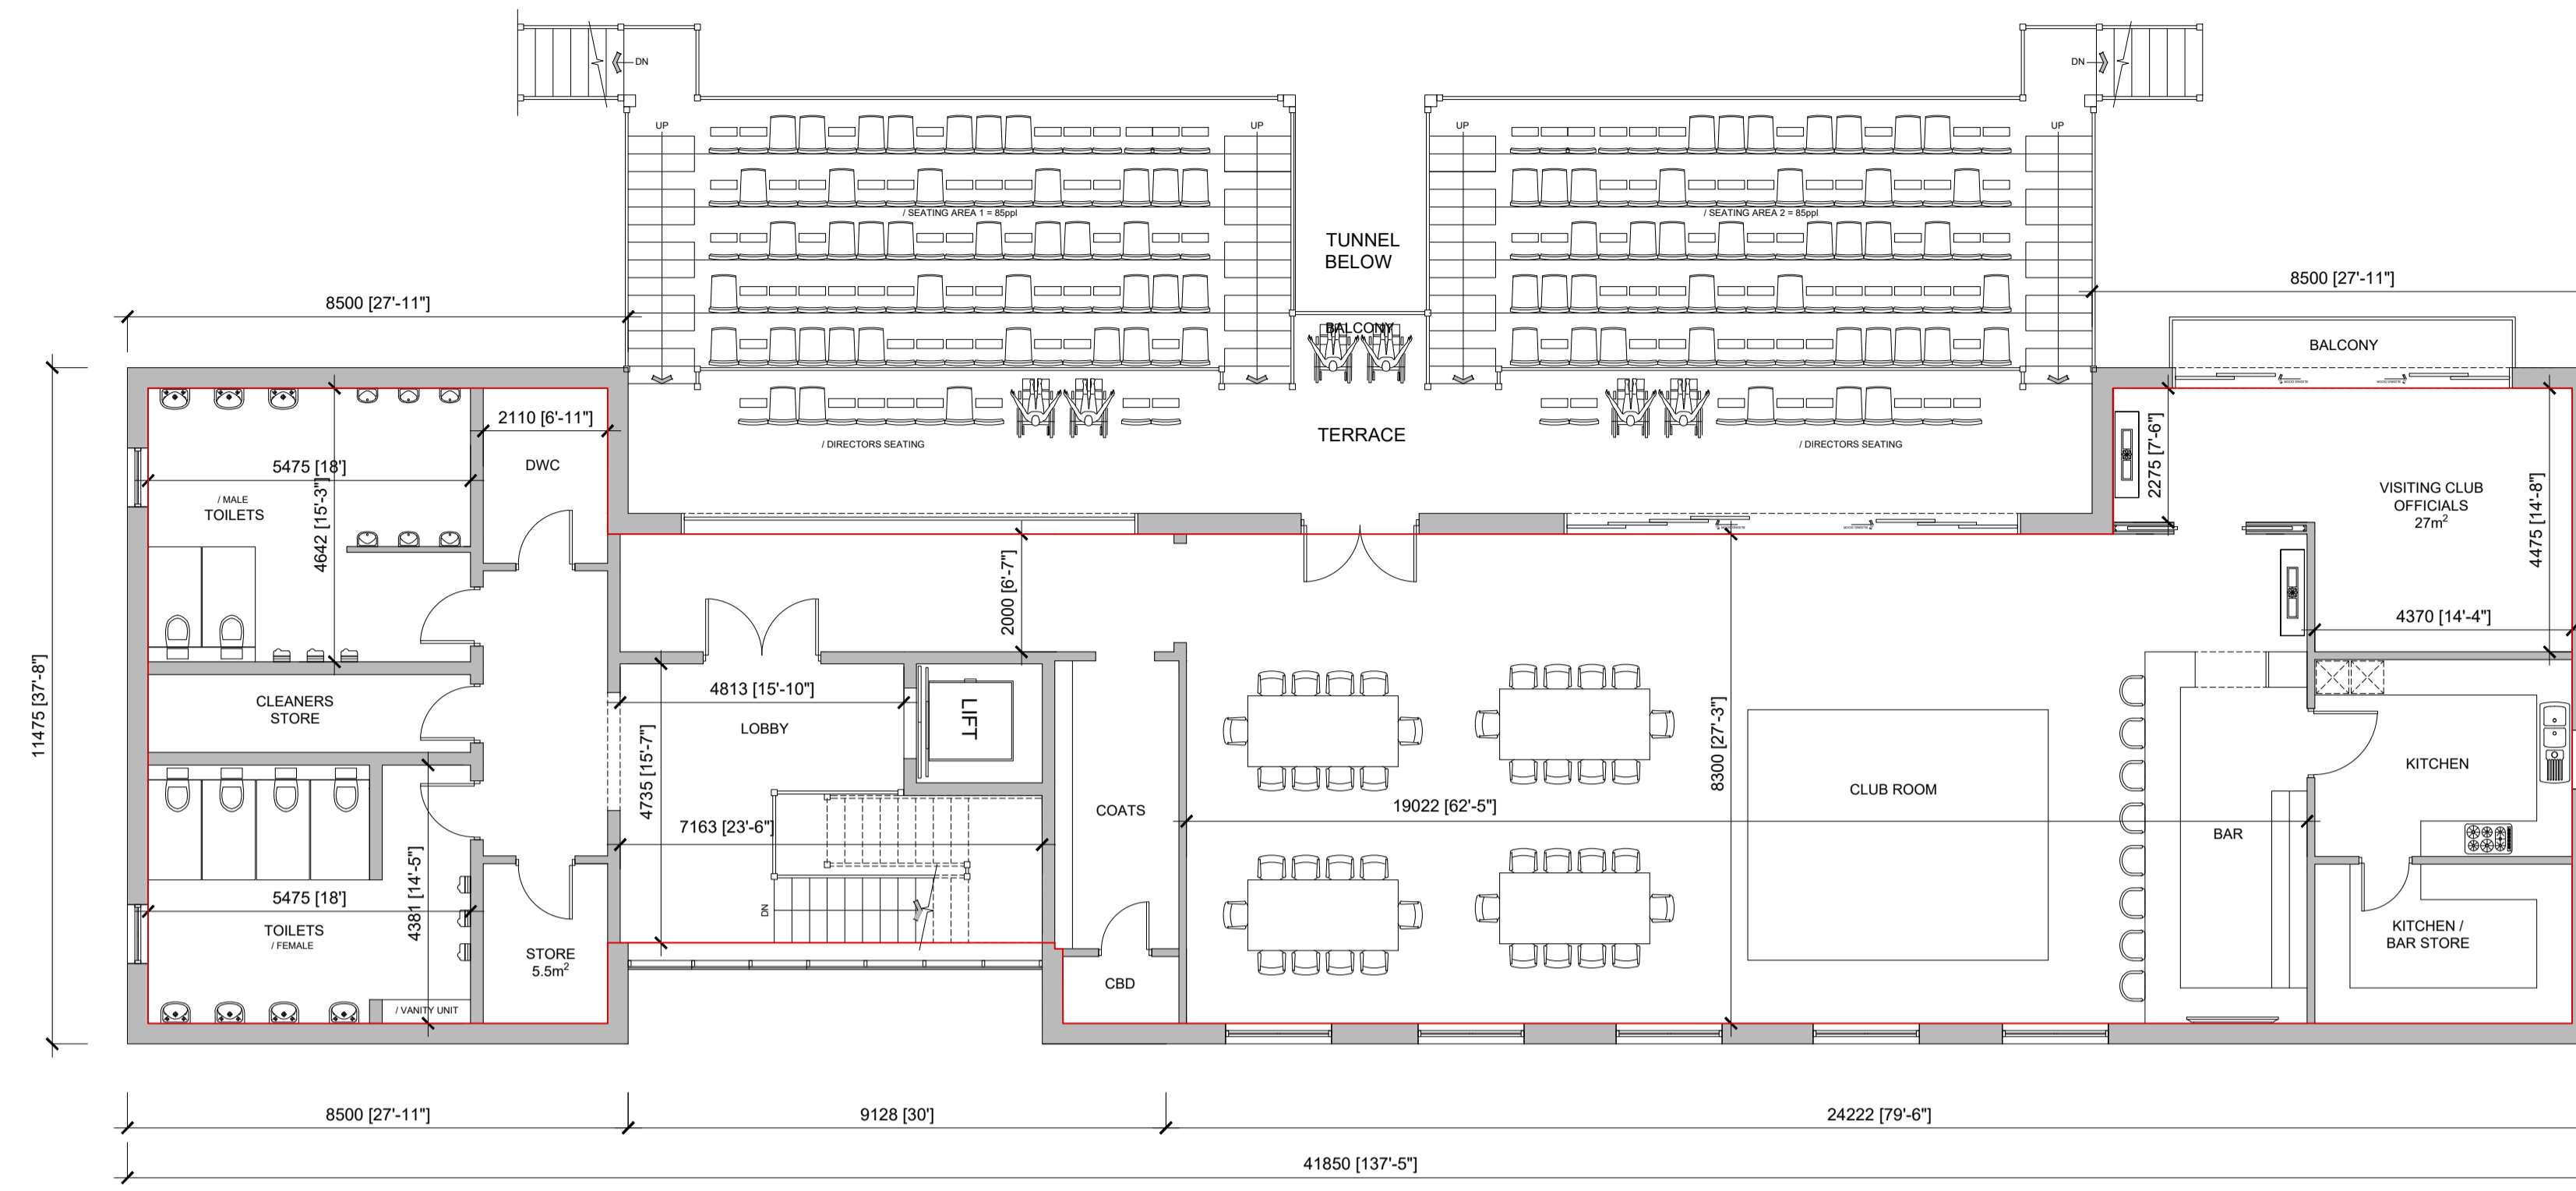 DN
DN
UP
UP
UP
UP
/ SEATING AREA 1 = 85ppl
/ SEATING AREA 2 = 85ppl
TUNNEL
BELOW
8500 [27'-11"]
8500 [27'-11"]
BALCONY
BALCONY
2110 [6'-11"]
DWC
/ DIRECTORS SEATING
TERRACE
/ DIRECTORS SEATING
2275 [7'-6"]
5475 [18']
/ MALE
TOILETS
4642 [15'-3"]
VISITING CLUB
OFFICIALS
27m²
4475 [14'-8"]
2000 [6'-7"]
4370 [14'-4"]
11475 [37'-8"]
CLEANERS
STORE
4813 [15'-10"]
LOBBY
LIFT
4735 [15'-7"]
7163 [23'-6"]
COATS
8300 [27'-3"]
19022 [62'-5"]
CLUB ROOM
BAR
KITCHEN
5475 [18']
4381 [14'-5"]
TOILETS
/ FEMALE
DN
STORE
5.5m²
CBD
KITCHEN /
BAR STORE
/ VANITY UNIT
8500 [27'-11"]
9128 [30']
24222 [79'-6"]
41850 [137'-5"]